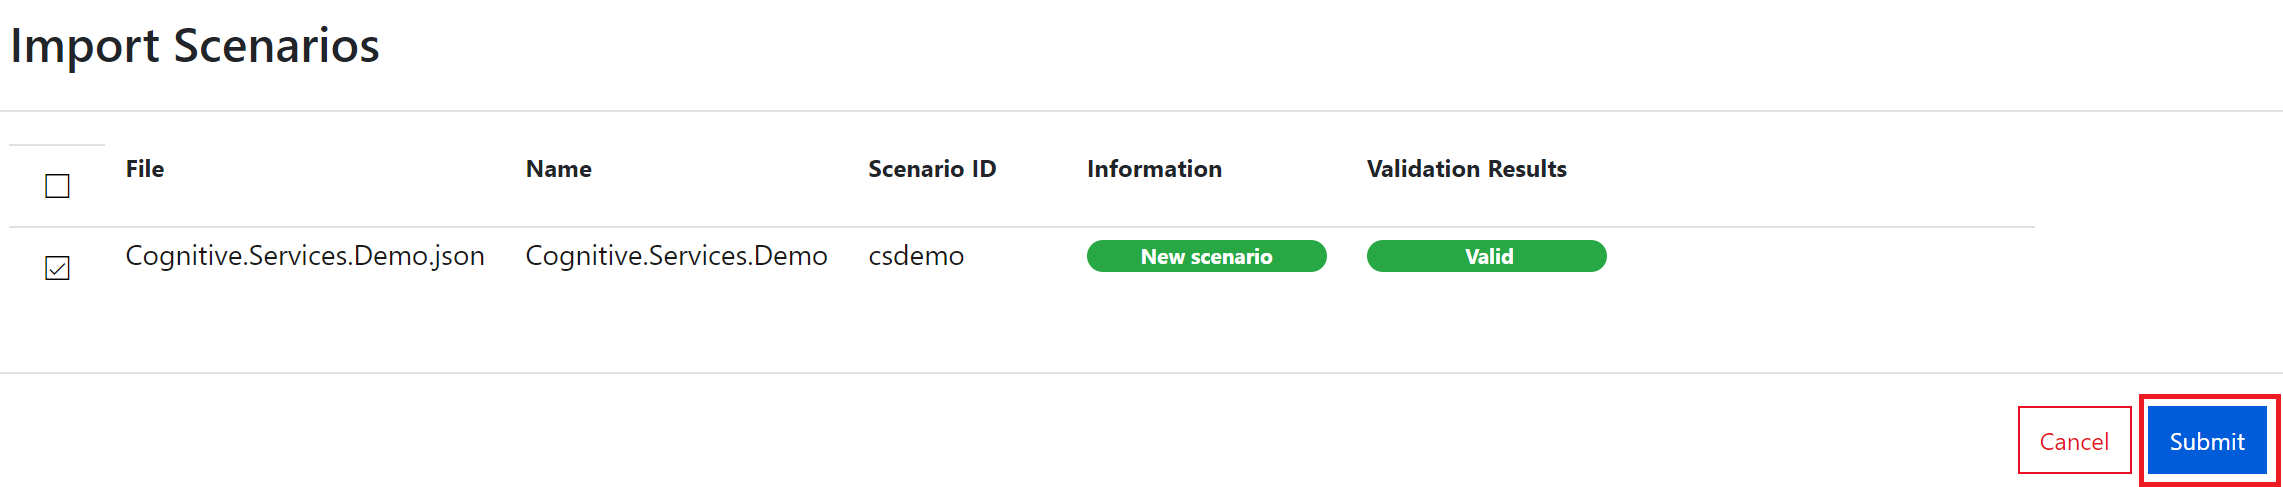 Import Scenarios
File Name Scenario ID Information Validation Results
Cognitive.Services.Demo.json Cognitive.Services.Demo csdemo New scenario Valid
Cancel Submit